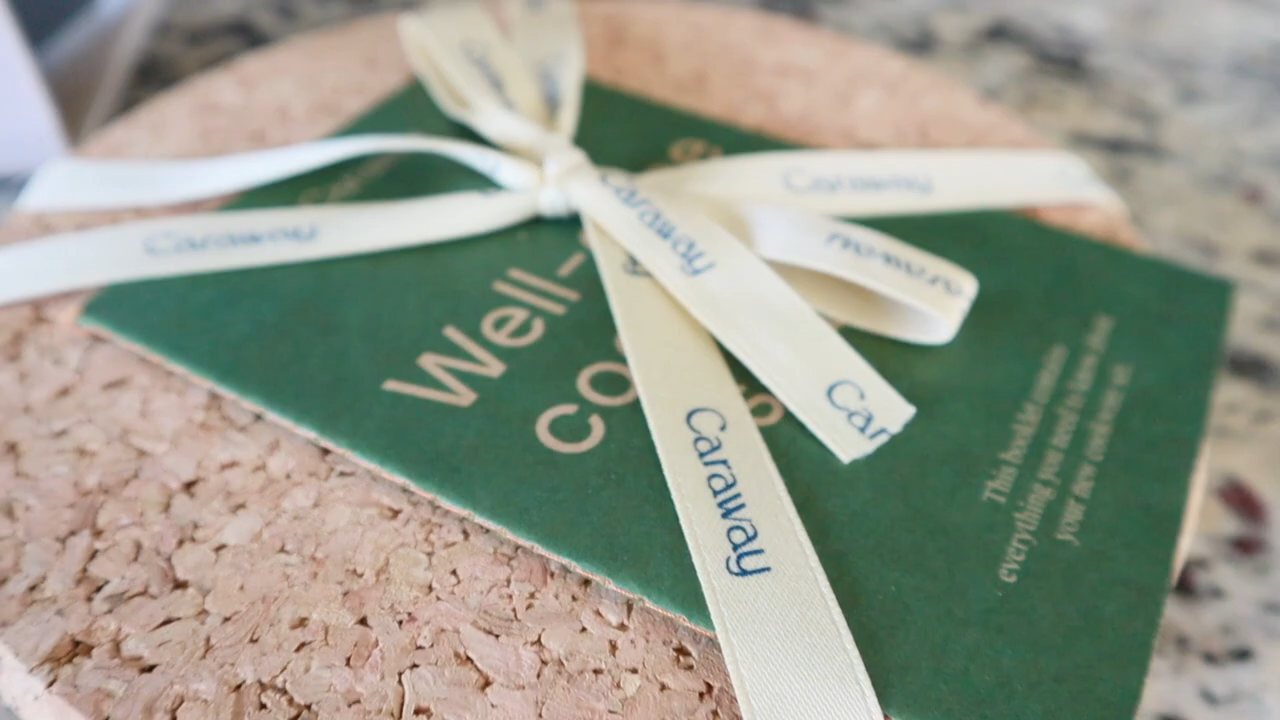 Caraway
Caraway
Caraway
Caraway
Car
Caraway
Well-
co
This booklet contains
everything you need to know about
your new cookware set